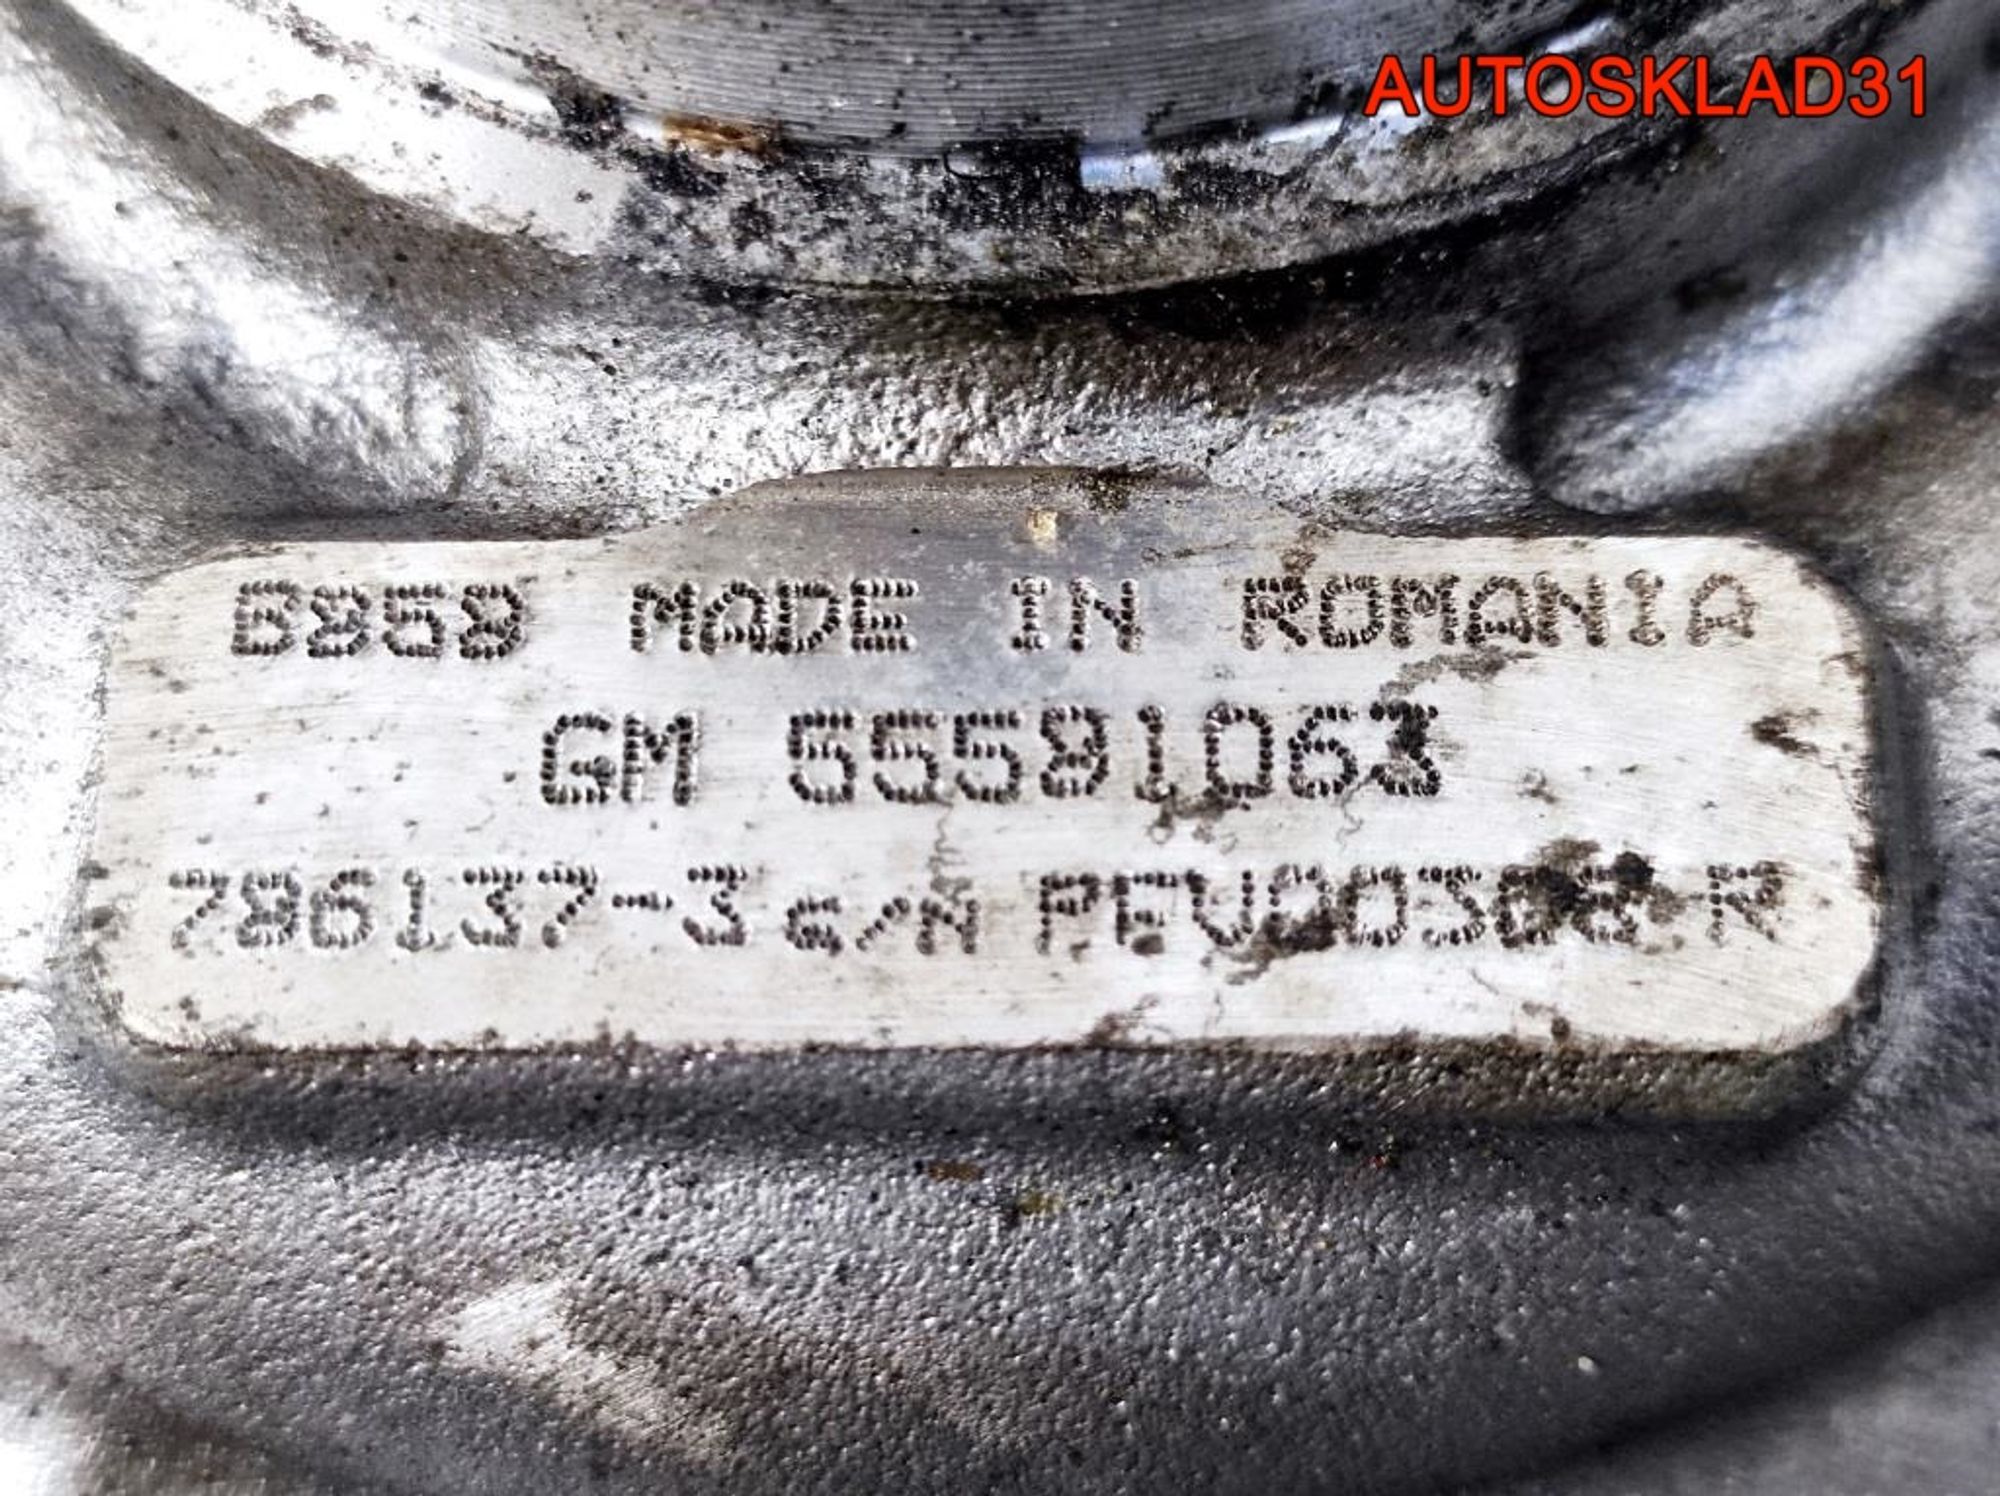 AUTOSKLAD31
B858 MADE IN ROMANIA
GM 55581063
786137-3 S/N